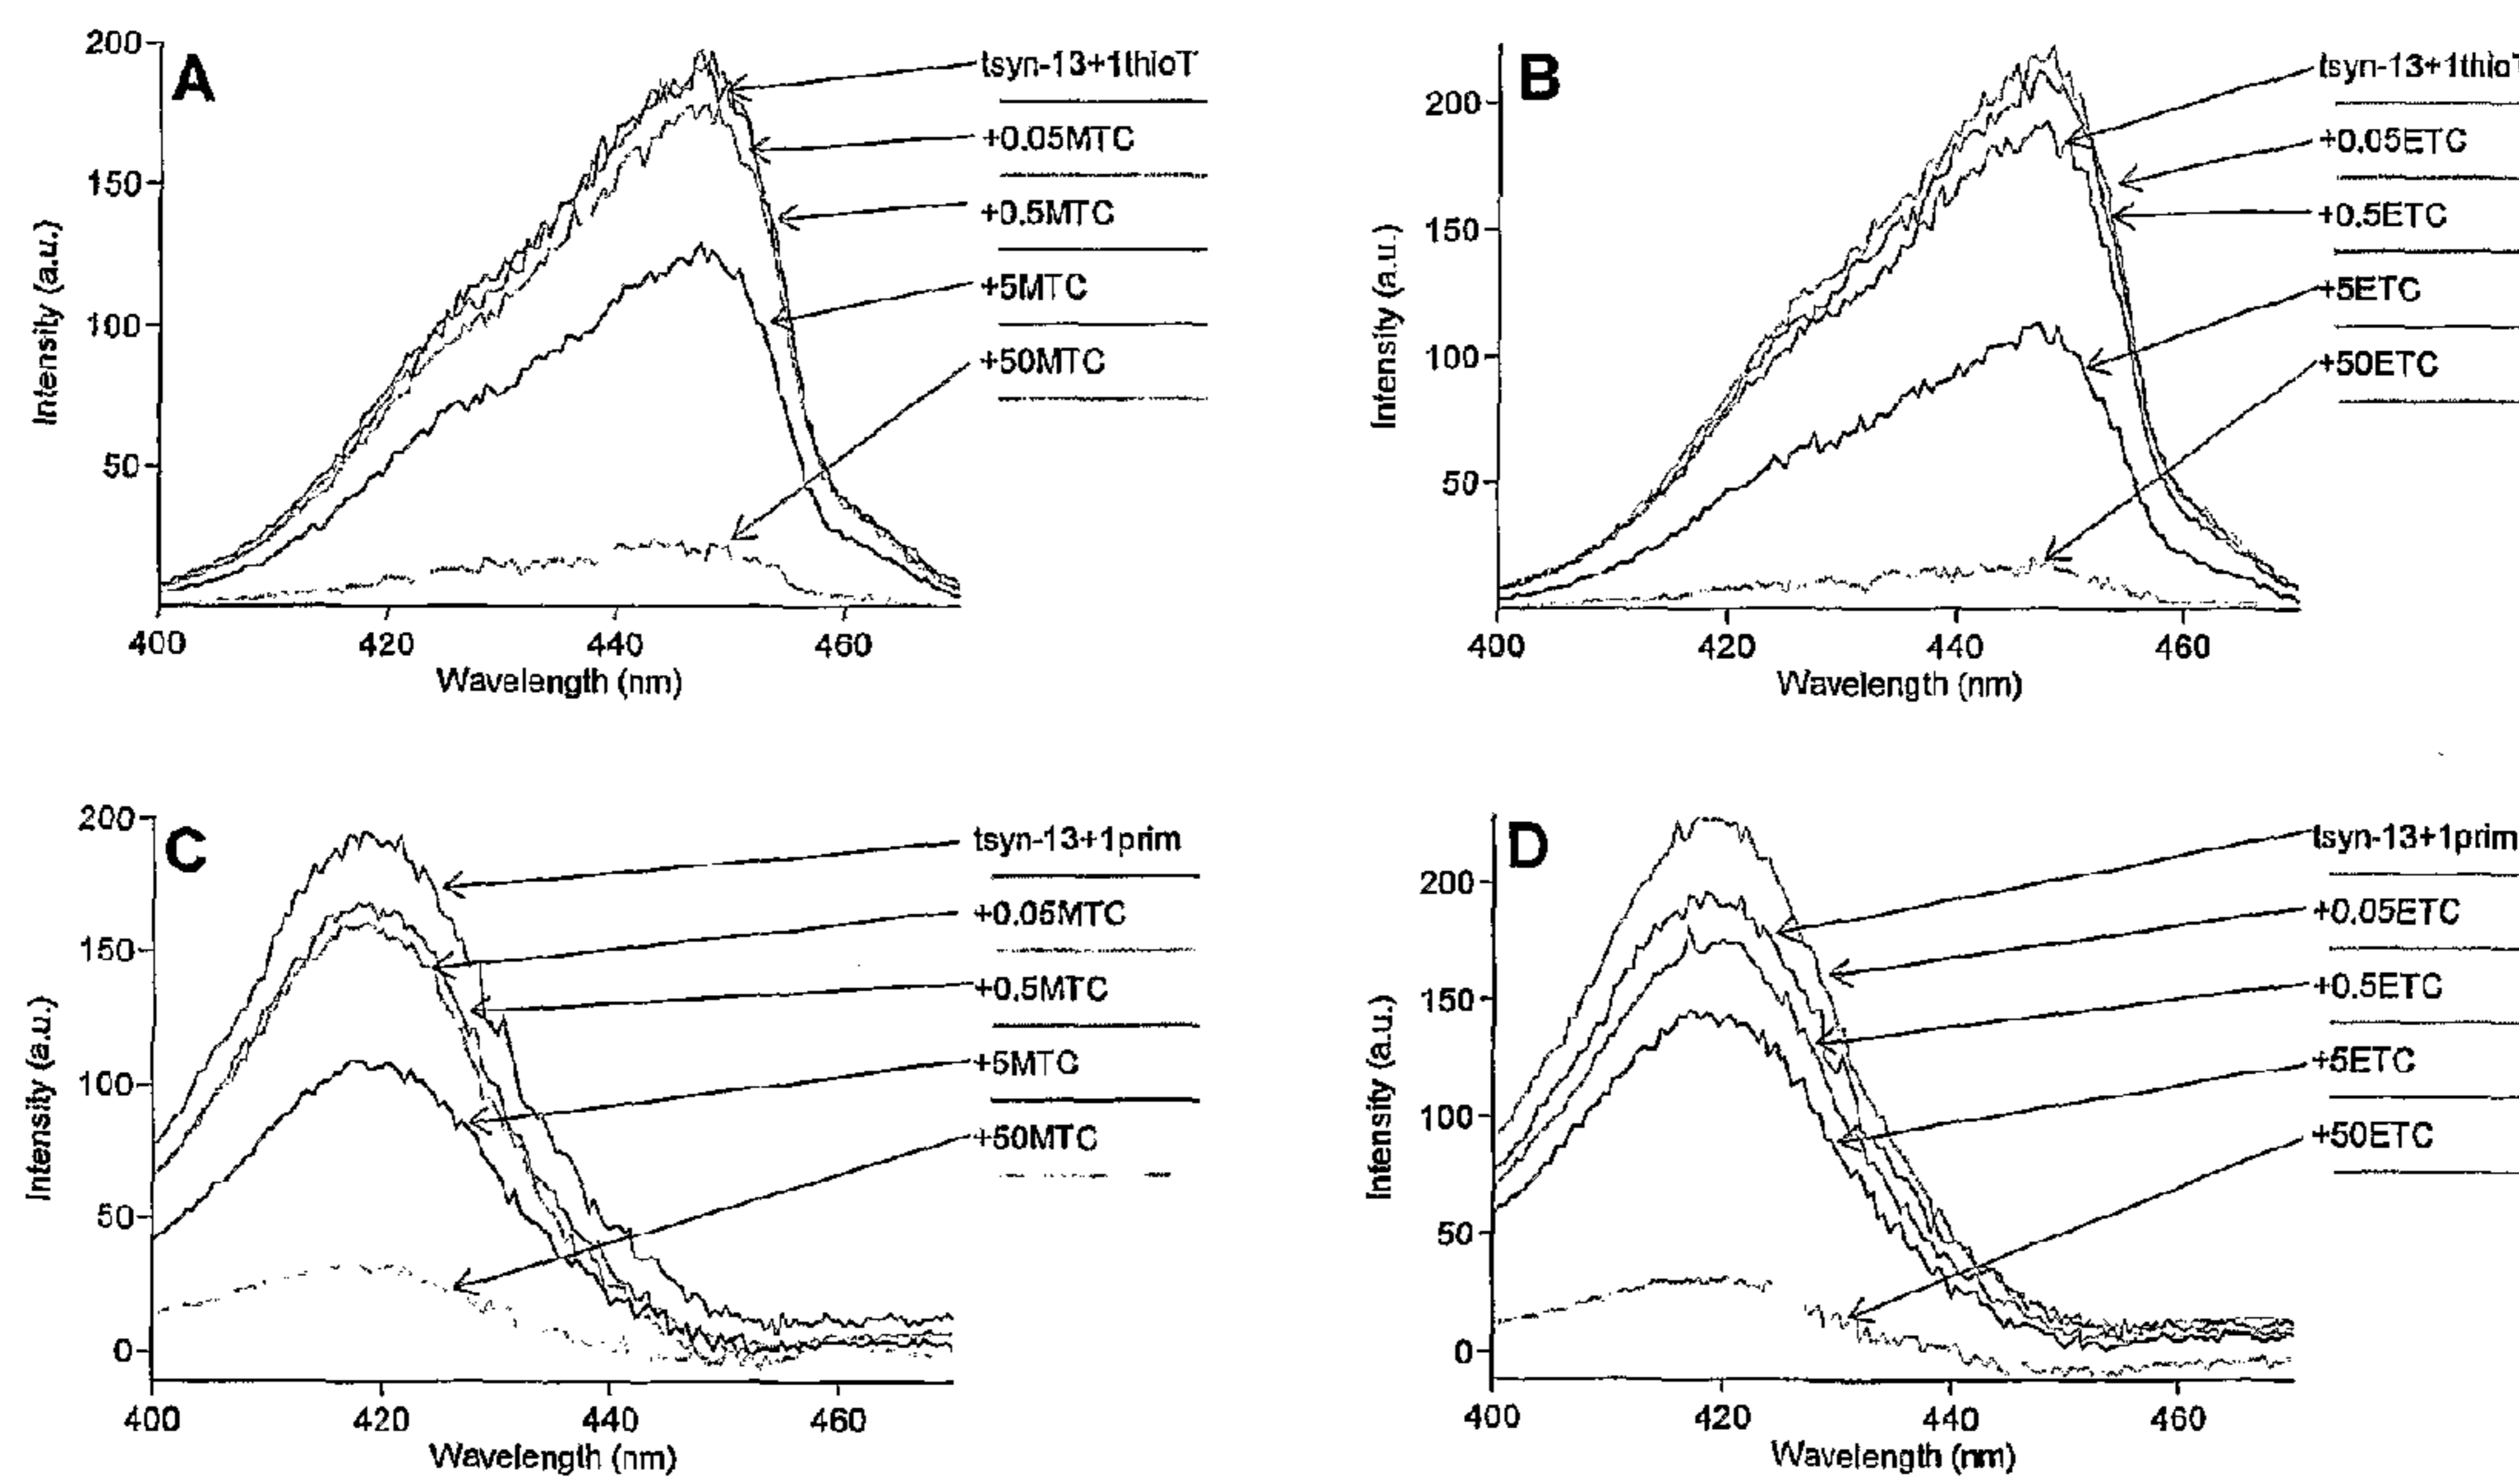 A
200
150
100
50
400
420
440
460
Intensity (a.u.)
Wavelength (nm)
tsyn-13+1thioT
+0.05MTC
+0.5MTC
+5MTC
+50MTC
B
200
150
100
50
400
420
440
460
Intensity (a.u.)
Wavelength (nm)
tsyn-13+1thioT
+0.05ETC
+0.5ETC
+5ETC
+50ETC
C
200
150
100
50
0
400
420
440
460
Intensity (a.u.)
Wavelength (nm)
tsyn-13+1prim
+0.05MTC
+0.5MTC
+5MTC
+50MTC
D
200
150
100
50
0
400
420
440
460
Intensity (a.u.)
Wavelength (nm)
tsyn-13+1prim
+0.05ETC
+0.5ETC
+5ETC
+50ETC